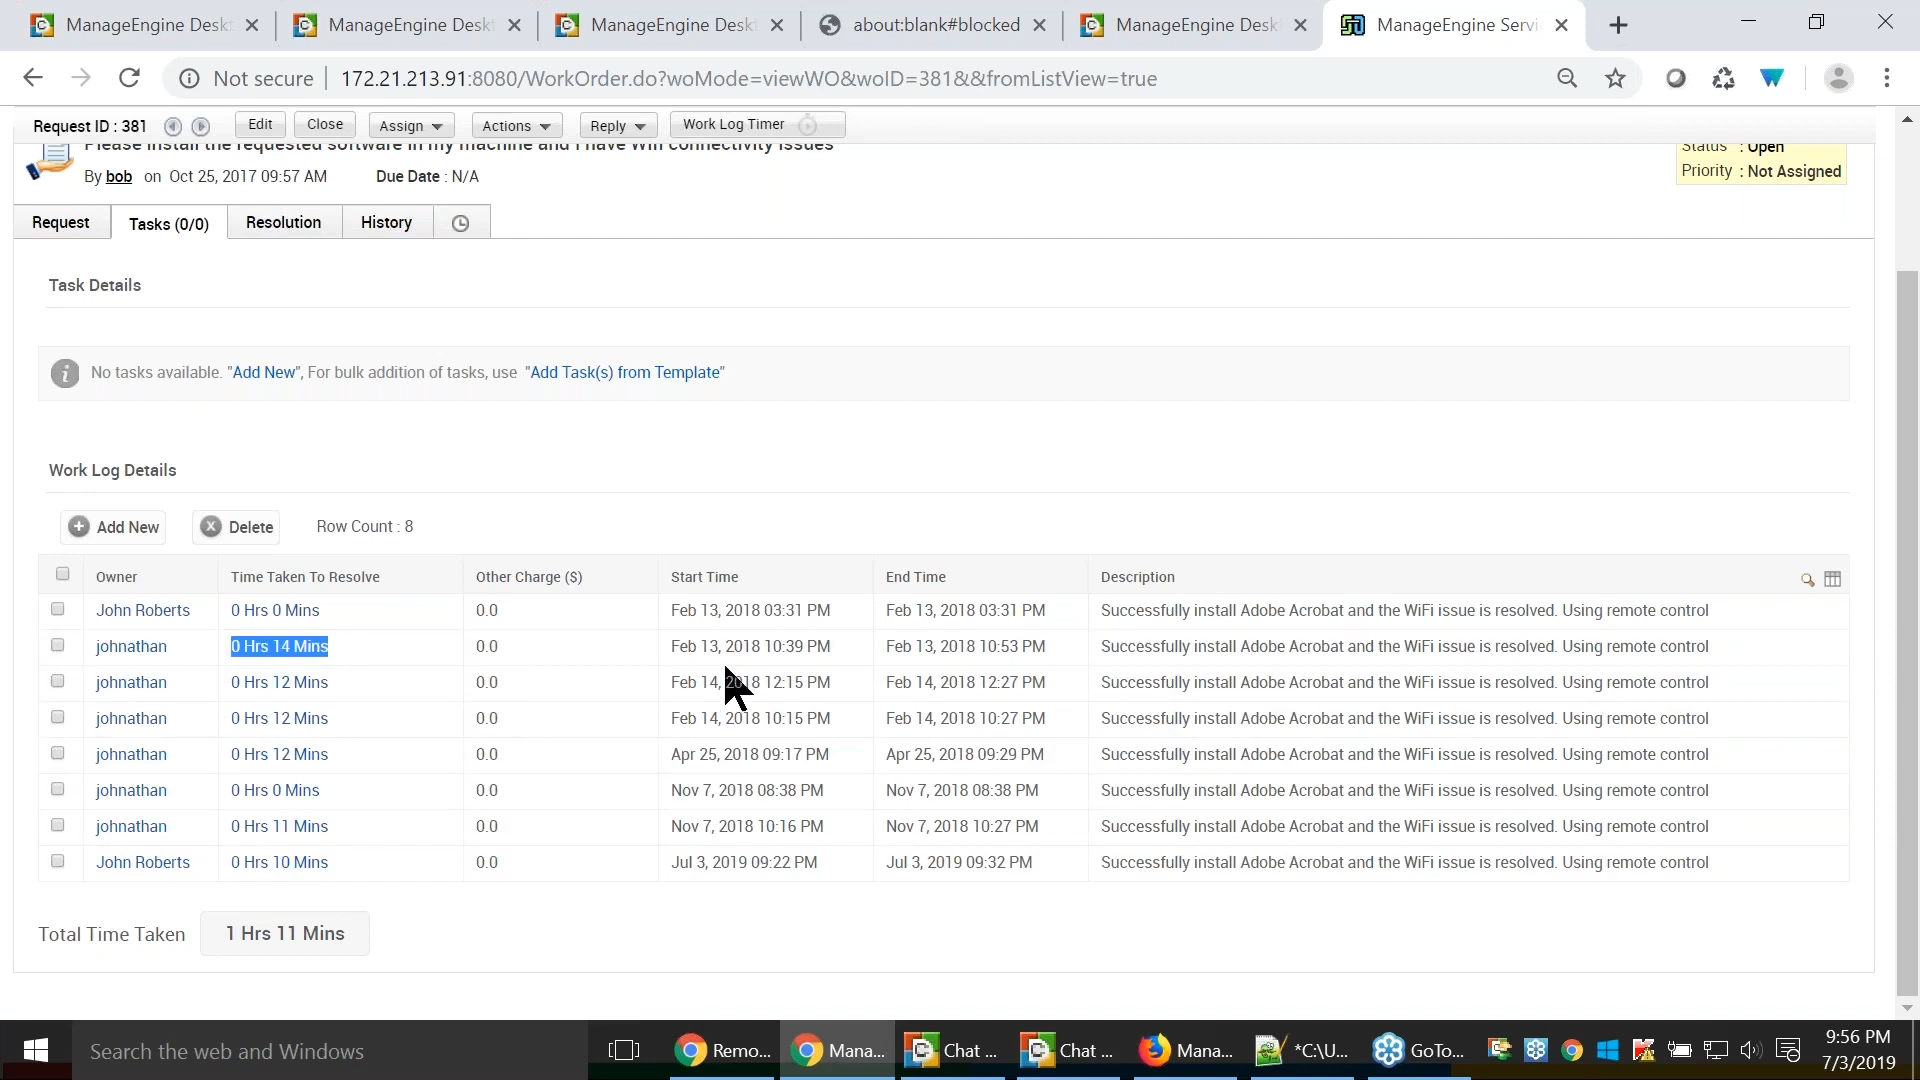 ManageEngine Deskt
ManageEngine Deskt
ManageEngine Deskt
about:blank#blocked
ManageEngine Deskt
ManageEngine Servi
Not secure
172.21.213.91:8080/WorkOrder.do?woMode=viewWO&woID=381&&fromListView=true
Request ID : 381
Edit
Close
Assign
Actions
Reply
Work Log Timer
Please install the requested software in my machine and I have Wifi connectivity issues
Status : Open
By bob on Oct 25, 2017 09:57 AM Due Date : N/A
Priority : Not Assigned
Request
Tasks (0/0)
Resolution
History
Task Details
No tasks available. "Add New", For bulk addition of tasks, use "Add Task(s) from Template"
Work Log Details
Add New
Delete
Row Count : 8
Owner Time Taken To Resolve Other Charge ($) Start Time End Time Description
John Roberts 0 Hrs 0 Mins 0.0 Feb 13, 2018 03:31 PM Feb 13, 2018 03:31 PM Successfully install Adobe Acrobat and the WiFi issue is resolved. Using remote control
johnathan 0 Hrs 14 Mins 0.0 Feb 13, 2018 10:39 PM Feb 13, 2018 10:53 PM Successfully install Adobe Acrobat and the WiFi issue is resolved. Using remote control
johnathan 0 Hrs 12 Mins 0.0 Feb 14, 2018 12:15 PM Feb 14, 2018 12:27 PM Successfully install Adobe Acrobat and the WiFi issue is resolved. Using remote control
johnathan 0 Hrs 12 Mins 0.0 Feb 14, 2018 10:15 PM Feb 14, 2018 10:27 PM Successfully install Adobe Acrobat and the WiFi issue is resolved. Using remote control
johnathan 0 Hrs 12 Mins 0.0 Apr 25, 2018 09:17 PM Apr 25, 2018 09:29 PM Successfully install Adobe Acrobat and the WiFi issue is resolved. Using remote control
johnathan 0 Hrs 0 Mins 0.0 Nov 7, 2018 08:38 PM Nov 7, 2018 08:38 PM Successfully install Adobe Acrobat and the WiFi issue is resolved. Using remote control
johnathan 0 Hrs 11 Mins 0.0 Nov 7, 2018 10:16 PM Nov 7, 2018 10:27 PM Successfully install Adobe Acrobat and the WiFi issue is resolved. Using remote control
John Roberts 0 Hrs 10 Mins 0.0 Jul 3, 2019 09:22 PM Jul 3, 2019 09:32 PM Successfully install Adobe Acrobat and the WiFi issue is resolved. Using remote control
Total Time Taken 1 Hrs 11 Mins
Search the web and Windows
Remo...
Mana...
Chat ...
Chat ...
Mana...
*C:\U...
GoTo...
9:56 PM
7/3/2019